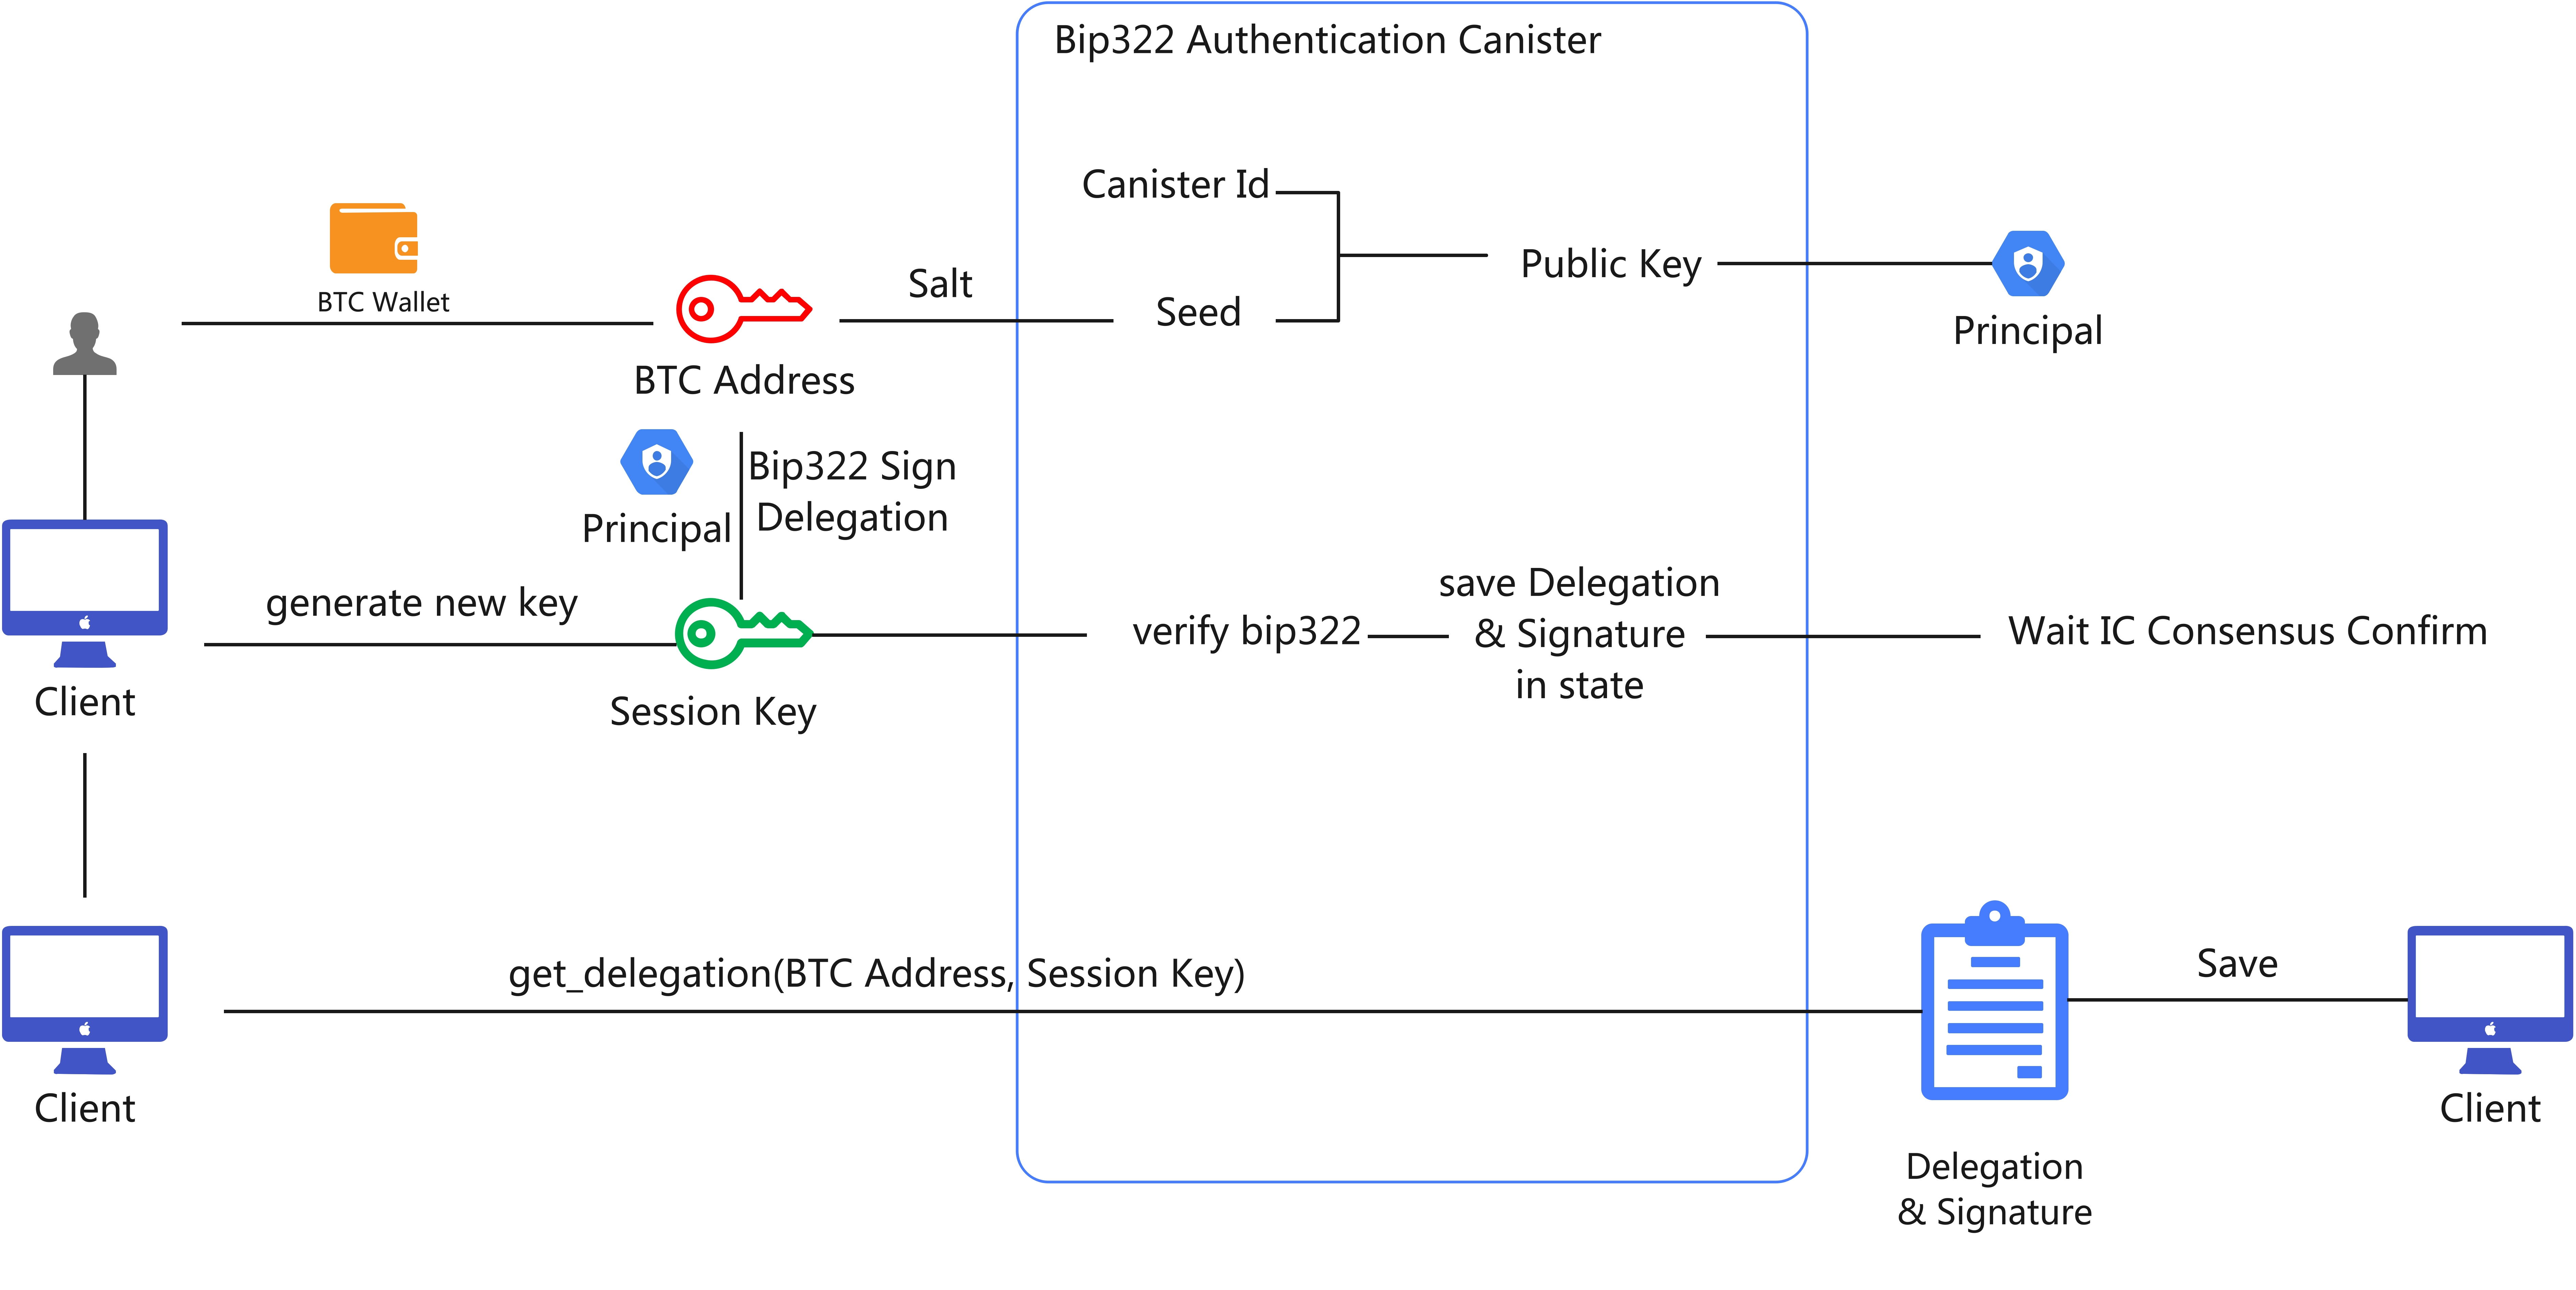 Bip322 Authentication Canister
Canister Id
BTC Wallet
Salt
Seed
Public Key
Principal
BTC Address
Bip322 Sign
Delegation
Principal
generate new key
Session Key
Client
verify bip322
save Delegation
& Signature
in state
Wait IC Consensus Confirm
get_delegation(BTC Address, Session Key)
Save
Client
Client
Delegation
& Signature